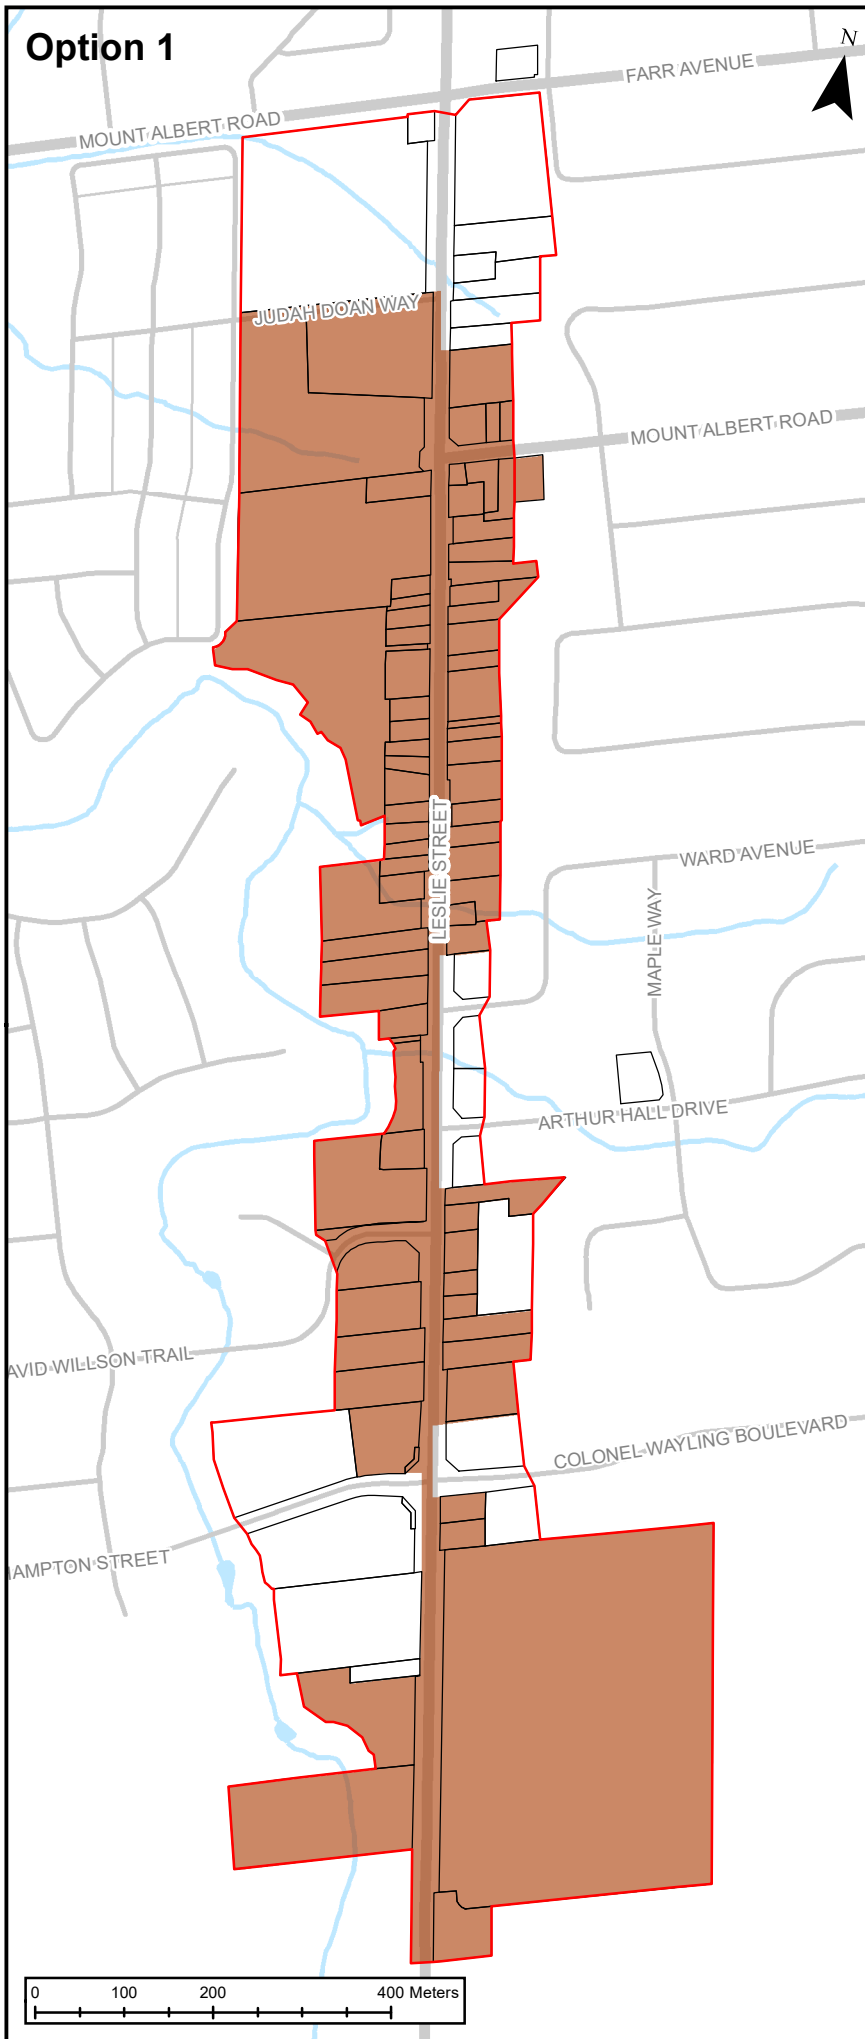 Option 1
N
FARR AVENUE
MOUNT ALBERT ROAD
JUDAH DOAN WAY
MOUNT ALBERT ROAD
LESLIE STREET
WARD AVENUE
MAPLE WAY
ARTHUR HALL DRIVE
AVID WILLSON TRAIL
COLONEL WAYLING BOULEVARD
HAMPTON STREET
0 100 200 400 Meters